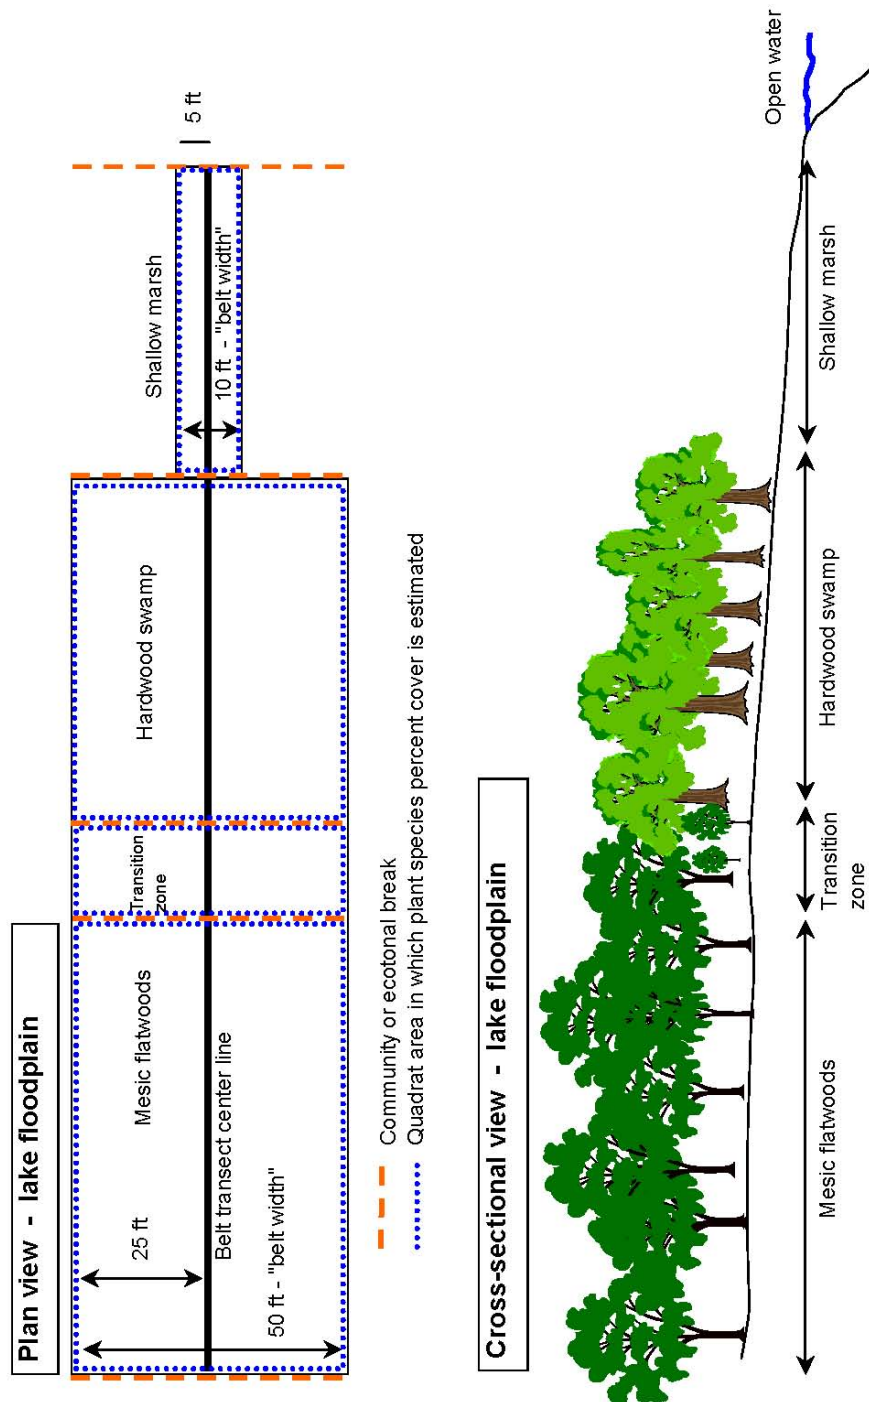 Plan view - lake floodplain
Mesic flatwoods
Transition
zone
Hardwood swamp
Shallow marsh
5 ft
25 ft
Belt transect center line
50 ft - "belt width"
10 ft - "belt width"
Community or ecotonal break
Quadrat area in which plant species percent cover is estimated
Cross-sectional view - lake floodplain
Open water
Mesic flatwoods
Transition
zone
Hardwood swamp
Shallow marsh